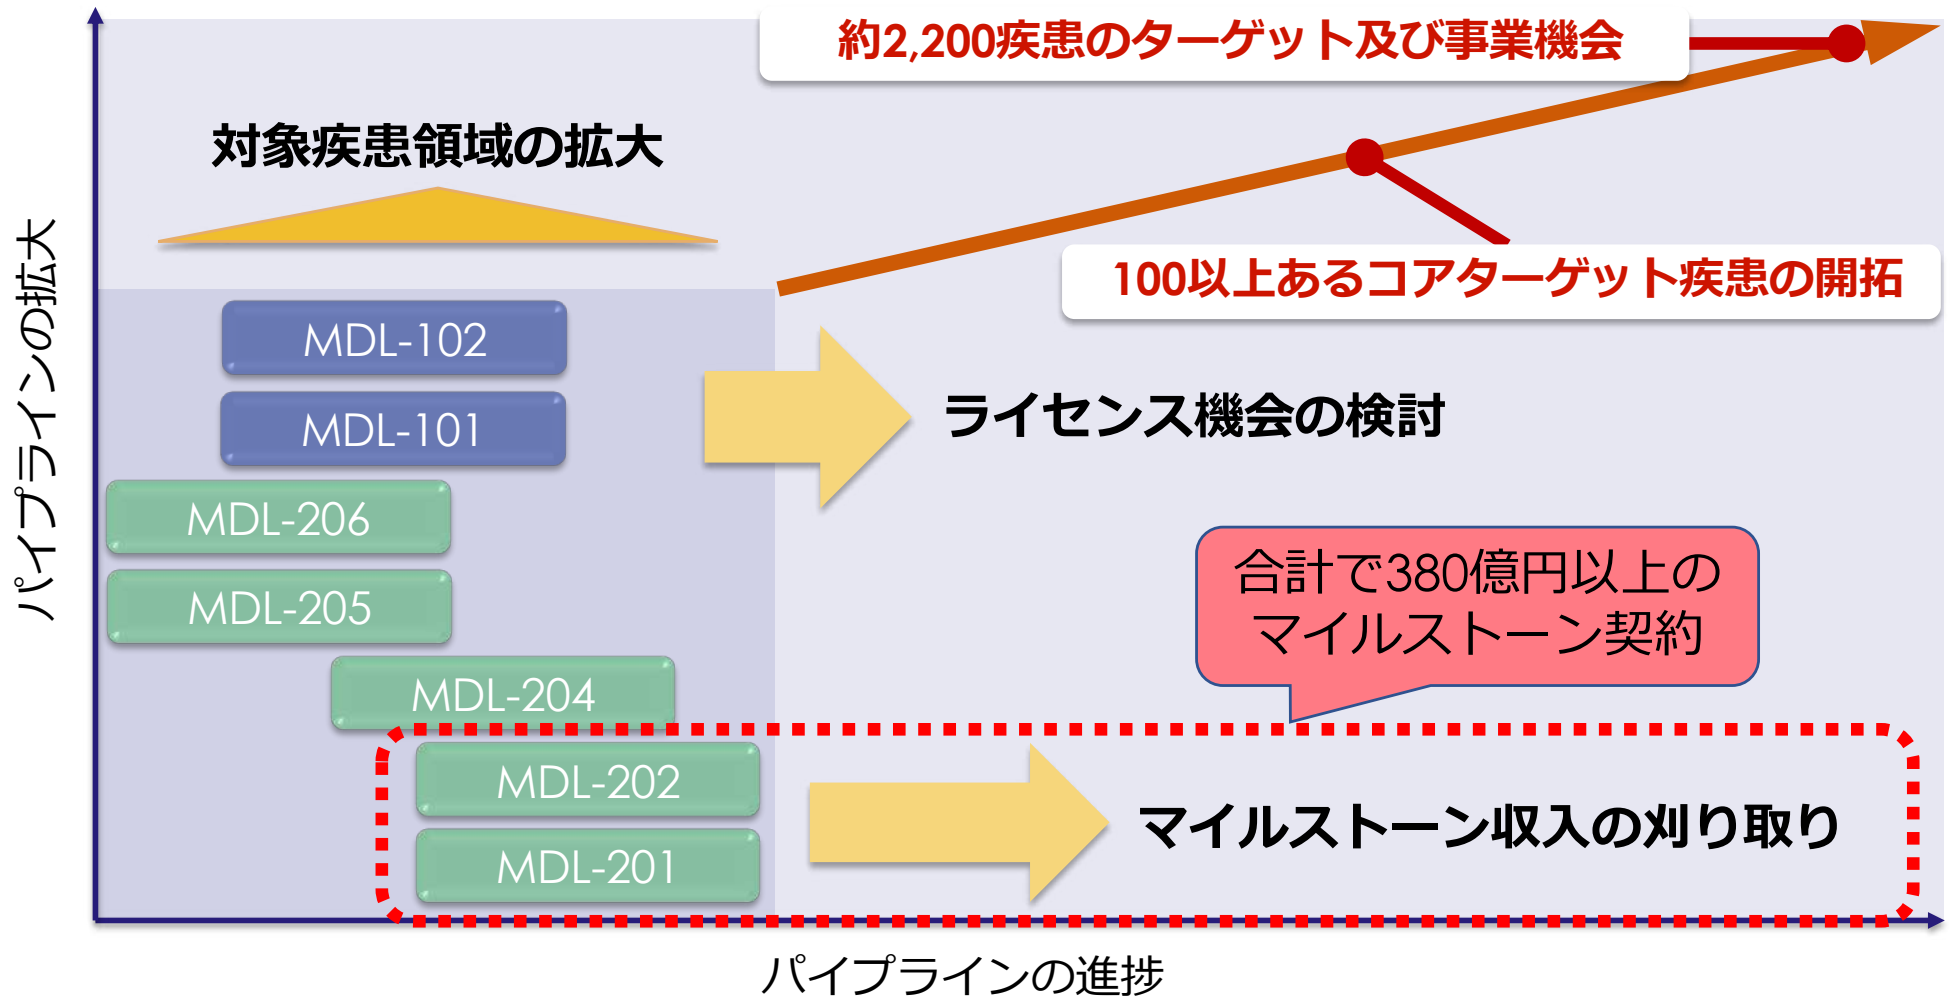 約2,200疾患のターゲット及び事業機会
対象疾患領域の拡大
100以上あるコアターゲット疾患の開拓
パイプラインの拡大
MDL-102
MDL-101
ライセンス機会の検討
MDL-206
MDL-205
合計で380億円以上の
マイルストーン契約
MDL-204
MDL-202
MDL-201
マイルストーン収入の刈り取り
パイプラインの進捗